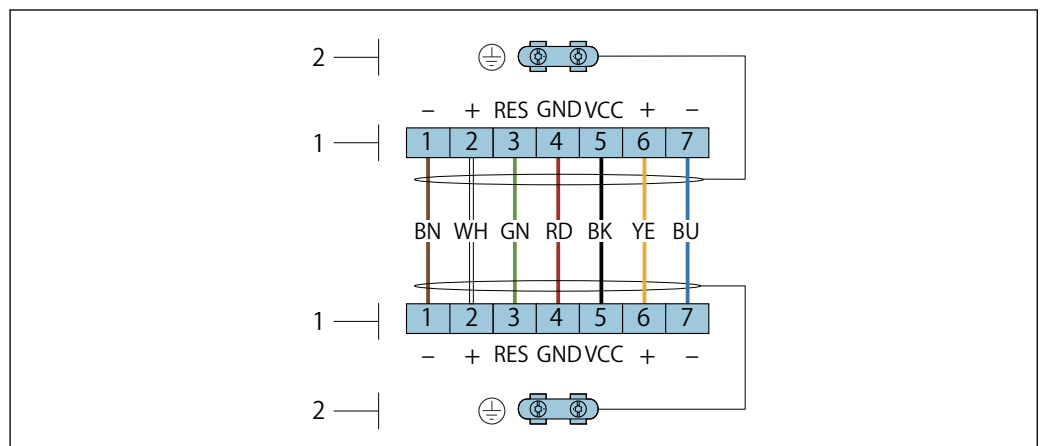 2
– + RES GND VCC + –
1 1 2 3 4 5 6 7
BN WH GN RD BK YE BU
1 1 2 3 4 5 6 7
– + RES GND VCC + –
2